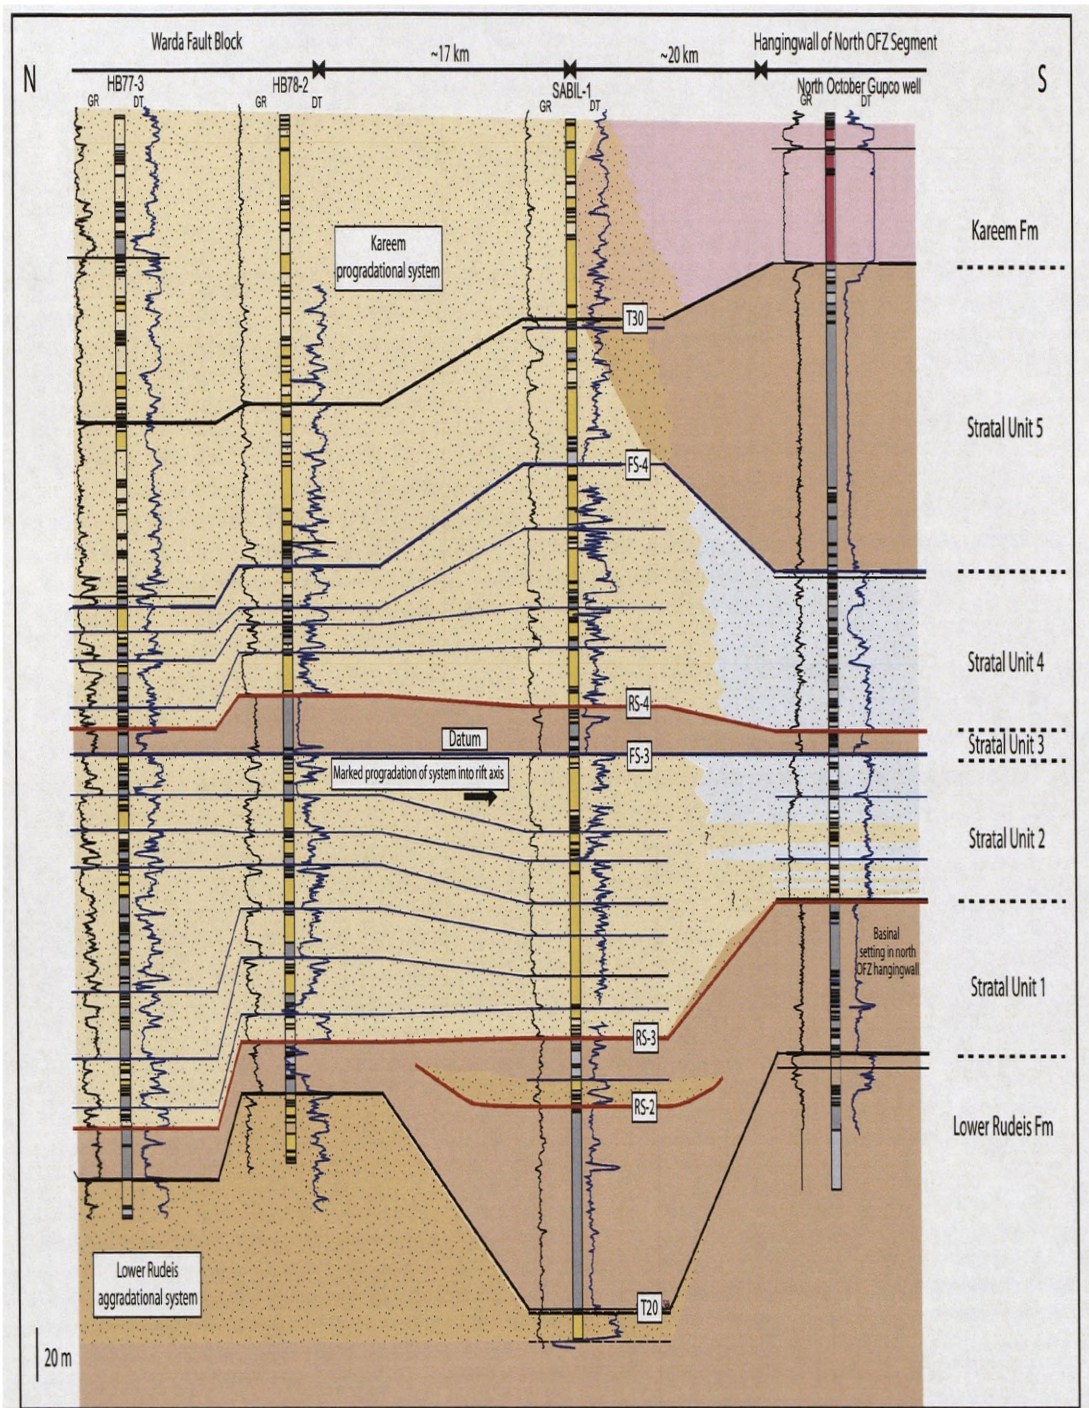 Warda Fault Block
~17 km
~20 km
Hangingwall of North OFZ Segment
N
S
HB77-3
HB78-2
SABIL-1
North October Gupco well
GR
DT
GR
DT
GR
DT
GR
DT
Kareem
progradational system
Kareem Fm
T30
Stratal Unit 5
FS-4
Stratal Unit 4
RS-4
Datum
Stratal Unit 3
FS-3
Marked progradation of system into rift axis
Stratal Unit 2
Basinal
setting in north
OFZ hangingwall
Stratal Unit 1
RS-3
RS-2
Lower Rudeis Fm
Lower Rudeis
aggradational system
T20
20 m